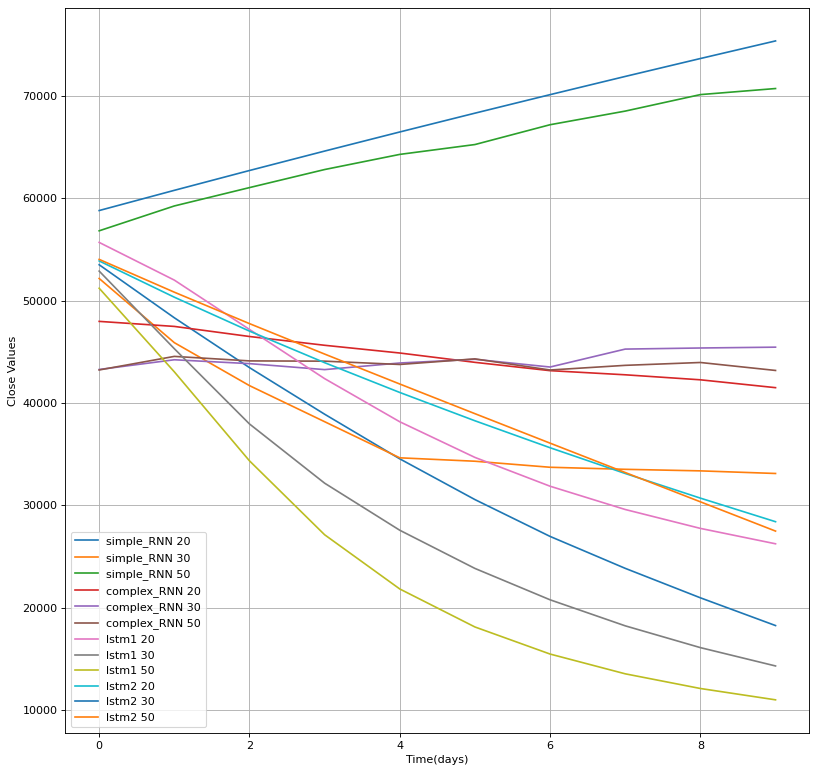 70000
60000
50000
40000
30000
20000
10000
Close Values
simple_RNN 20
simple_RNN 30
simple_RNN 50
complex_RNN 20
complex_RNN 30
complex_RNN 50
lstm1 20
lstm1 30
lstm1 50
lstm2 20
lstm2 30
lstm2 50
0 2 4 6 8
Time(days)